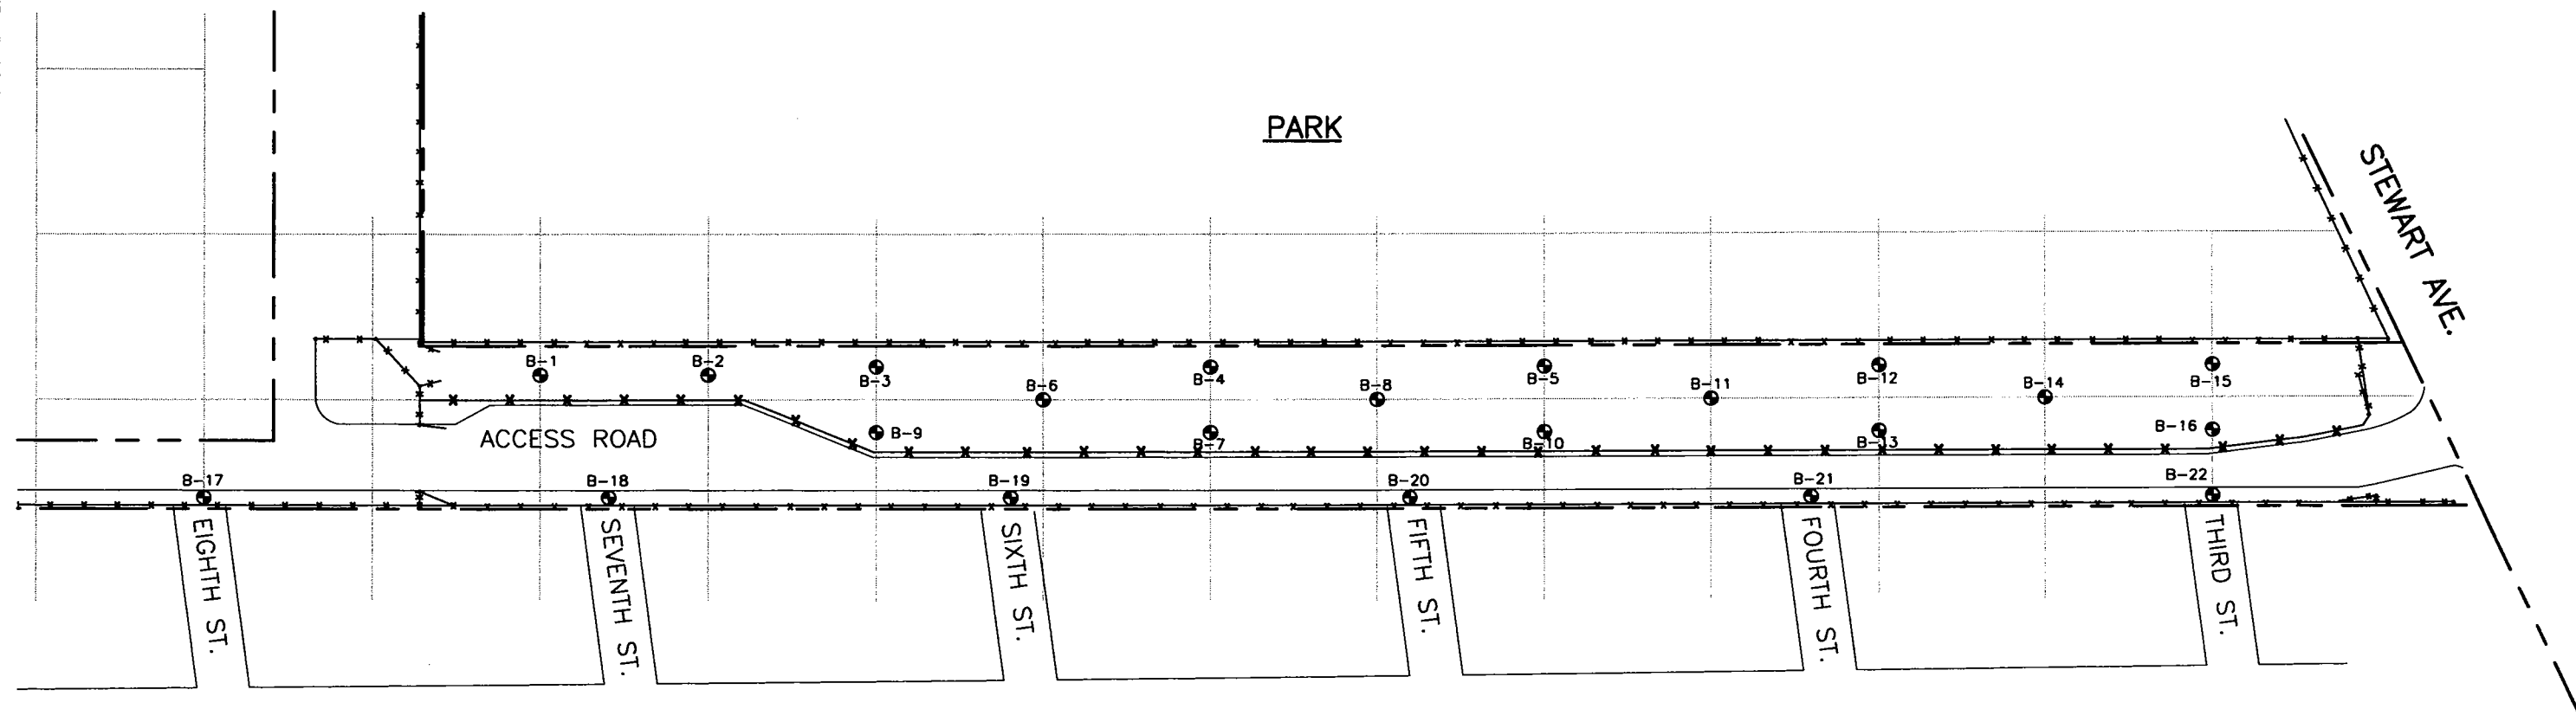 PARK
STEWART AVE.
B-1
B-2
B-3
B-6
B-4
B-8
B-5
B-11
B-12
B-14
B-15
ACCESS ROAD
B-9
B-7
B-10
B-13
B-16
B-17
B-18
B-19
B-20
B-21
B-22
EIGHTH ST.
SEVENTH ST.
SIXTH ST.
FIFTH ST.
FOURTH ST.
THIRD ST.